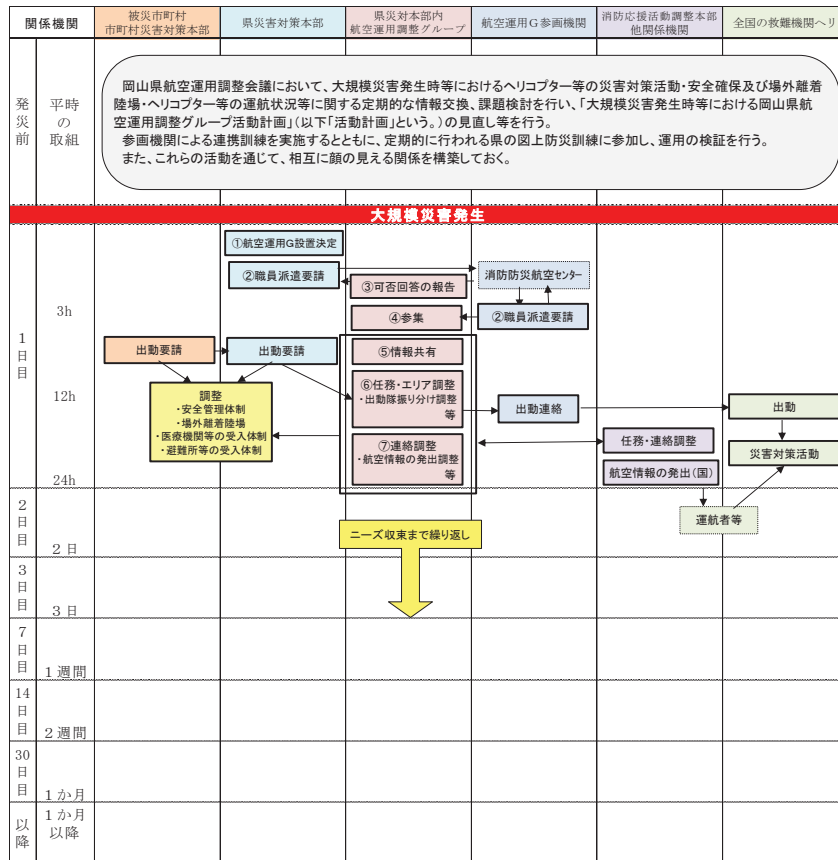 関係機関
被災市町村
市町村災害対策本部
県災害対策本部
県災対本部内
航空運用調整グループ
航空運用G参画機関
消防応援活動調整本部
他関係機関
全国の救難機関ヘリ
発災前
平時の取組
岡山県航空運用調整会議において、大規模災害発生時等におけるヘリコプター等の災害対策活動・安全確保及び場外離着
陸場・ヘリコプター等の運航状況等に関する定期的な情報交換、課題検討を行い、「大規模災害発生時等における岡山県航
空運用調整グループ活動計画」(以下「活動計画」という。)の見直し等を行う。
参画機関による連携訓練を実施するとともに、定期的に行われる県の図上防災訓練に参加し、運用の検証を行う。
また、これらの活動を通じて、相互に顔の見える関係を構築しておく。
大規模災害発生
1日目
3h
12h
24h
①航空運用G設置決定
②職員派遣要請
③可否回答の報告
消防防災航空センター
④参集
②職員派遣要請
出動要請
出動要請
⑤情報共有
調整
・安全管理体制
・場外離着陸場
・医療機関等の受入体制
・避難所等の受入体制
⑥任務・エリア調整
・出動隊振り分け調整
等
出動連絡
出動
⑦連絡調整
・航空情報の発出調整
等
任務・連絡調整
災害対策活動
航空情報の発出(国)
運航者等
2日目
2日
ニーズ収束まで繰り返し
3日目
3日
7日目
1週間
14日目
2週間
30日目
1か月
以降
1か月
以降